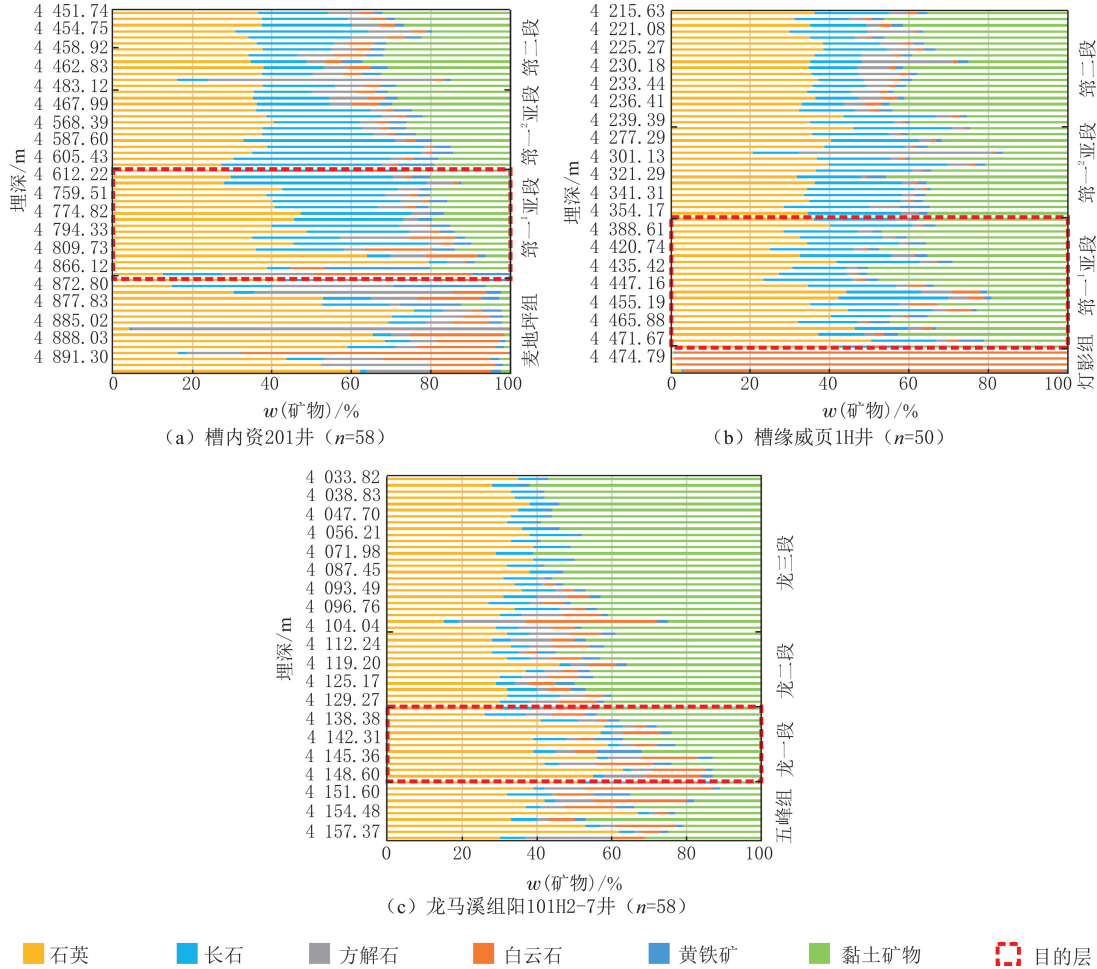 埋深/m
4 451.74
4 454.75
4 458.92
4 462.83
4 483.12
4 467.99
4 568.39
4 587.60
4 605.43
4 612.22
4 759.51
4 774.82
4 794.33
4 809.73
4 866.12
4 872.80
4 877.83
4 885.02
4 888.03
4 891.30
筇二段
筇一²亚段
筇一¹亚段
麦地坪组
0 20 40 60 80 100
w(矿物)/%
(a) 槽内资201井 (n=58)
埋深/m
4 215.63
4 221.08
4 225.27
4 230.18
4 233.44
4 236.41
4 239.39
4 277.29
4 301.13
4 321.29
4 341.31
4 354.17
4 388.61
4 420.74
4 435.42
4 447.16
4 455.19
4 465.88
4 471.67
4 474.79
筇二段
筇一²亚段
筇一¹亚段
灯影组
0 20 40 60 80 100
w(矿物)/%
(b) 槽缘威页1H井 (n=50)
埋深/m
4 033.82
4 038.83
4 047.70
4 056.21
4 071.98
4 087.45
4 093.49
4 096.76
4 104.04
4 112.24
4 119.20
4 125.17
4 129.27
4 138.38
4 142.31
4 145.36
4 148.60
4 151.60
4 154.48
4 157.37
龙三段
龙二段
龙一段
五峰组
0 20 40 60 80 100
w(矿物)/%
(c) 龙马溪组阳101H2-7井 (n=58)
石英 长石 方解石 白云石 黄铁矿 黏土矿物 目的层